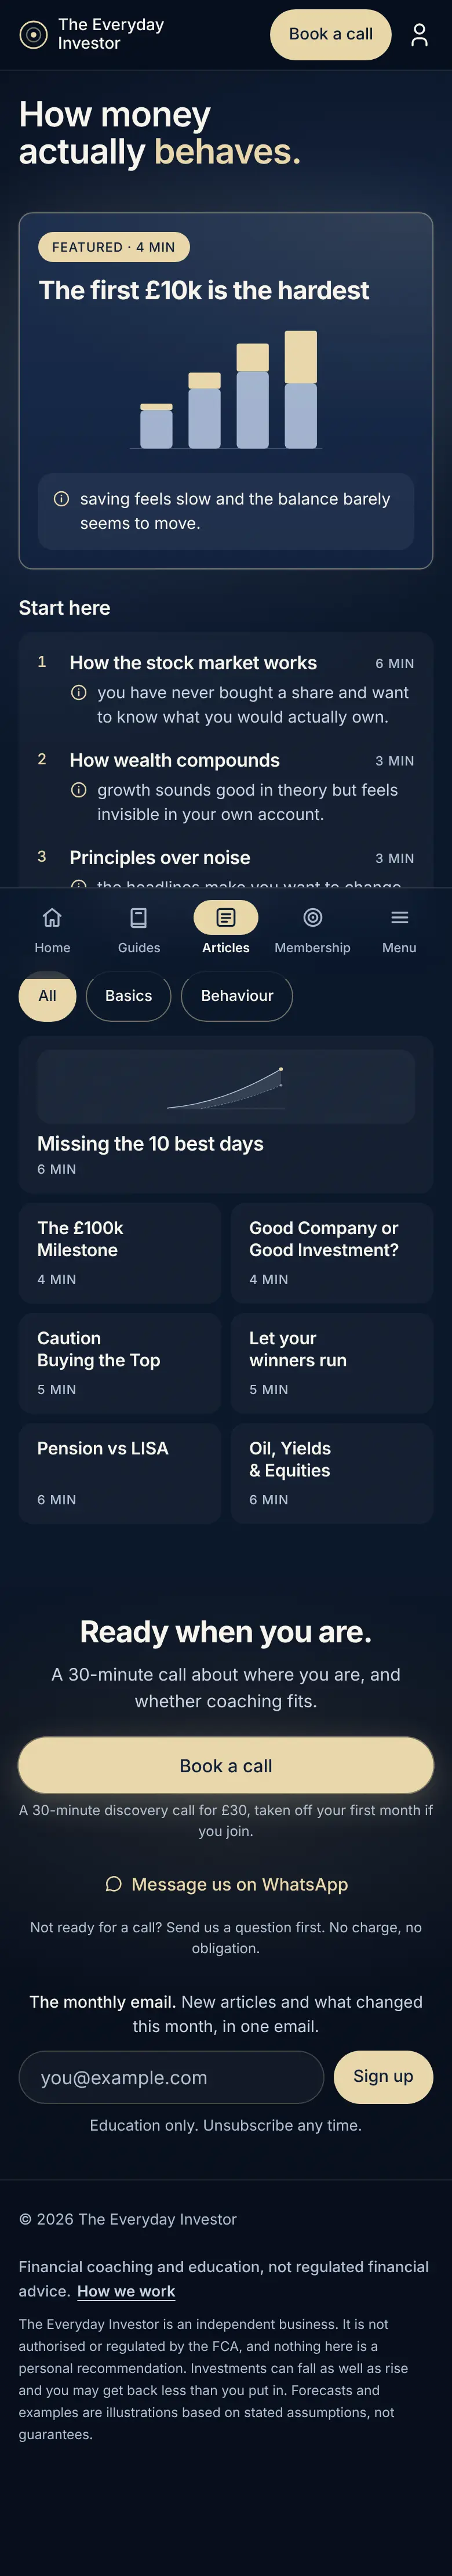 The Everyday
Investor
Book a call
How money
actually behaves.
FEATURED · 4 MIN
The first £10k is the hardest
saving feels slow and the balance barely
seems to move.
Start here
1
How the stock market works
6 MIN
you have never bought a share and want
to know what you would actually own.
2
How wealth compounds
3 MIN
growth sounds good in theory but feels
invisible in your own account.
3
Principles over noise
3 MIN
the headlines make you want to change
Home
Guides
Articles
Membership
Menu
All
Basics
Behaviour
Missing the 10 best days
6 MIN
The £100k
Milestone
4 MIN
Good Company or
Good Investment?
4 MIN
Caution
Buying the Top
5 MIN
Let your
winners run
5 MIN
Pension vs LISA
6 MIN
Oil, Yields
& Equities
6 MIN
Ready when you are.
A 30-minute call about where you are, and
whether coaching fits.
Book a call
A 30-minute discovery call for £30, taken off your first month if
you join.
Message us on WhatsApp
Not ready for a call? Send us a question first. No charge, no
obligation.
The monthly email. New articles and what changed
this month, in one email.
you@example.com
Sign up
Education only. Unsubscribe any time.
© 2026 The Everyday Investor
Financial coaching and education, not regulated financial
advice. How we work
The Everyday Investor is an independent business. It is not
authorised or regulated by the FCA, and nothing here is a
personal recommendation. Investments can fall as well as rise
and you may get back less than you put in. Forecasts and
examples are illustrations based on stated assumptions, not
guarantees.